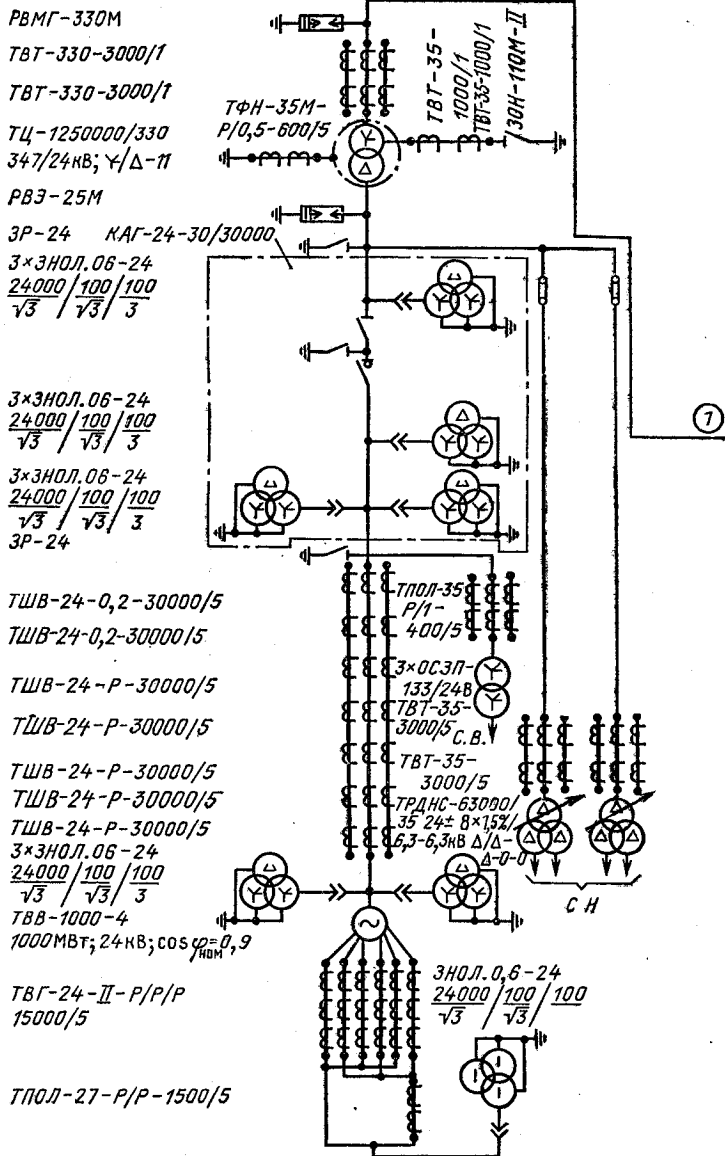 РВМГ-330М
ТВТ-330-3000/1
ТВТ-330-3000/1
ТЦ-1250000/330
347/24кВ; Y/Δ-11
РВЭ-25М
ЗР-24 КАГ-24-30/30000
3×ЗНОЛ.06-24
24000/√3 / 100/√3 / 100/3
3×ЗНОЛ.06-24
24000/√3 / 100/√3 / 100/3
3×ЗНОЛ.06-24
24000/√3 / 100/√3 / 100/3
ЗР-24
ТШВ-24-0,2-30000/5
ТШВ-24-0,2-30000/5
ТШВ-24-Р-30000/5
ТШВ-24-Р-30000/5
ТШВ-24-Р-30000/5
ТШВ-24-Р-30000/5
ТШВ-24-Р-30000/5
3×ЗНОЛ.06-24
24000/√3 / 100/√3 / 100/3
ТВВ-1000-4
1000МВт; 24кВ; cos φном=0,9
ТВГ-24-II-Р/Р/Р
15000/5
ТПОЛ-27-Р/Р-1500/5
ТФН-35М-
Р/0,5-600/5
ТВТ-35-
1000/1
ТВТ-35-1000/1
ЗОН-110М-II
1
ТПОЛ-35
Р/1-
400/5
3×ОСЗП-
133/24В
ТВТ-35-
3000/5
С.В.
ТВТ-35-
3000/5
ТРДНС-63000/
35 24± 8×1,5%/
6,3-6,3кВ Δ/Δ-
Δ-0-0
СН
ЗНОЛ.0,6-24
24000/√3 / 100/√3 / 100